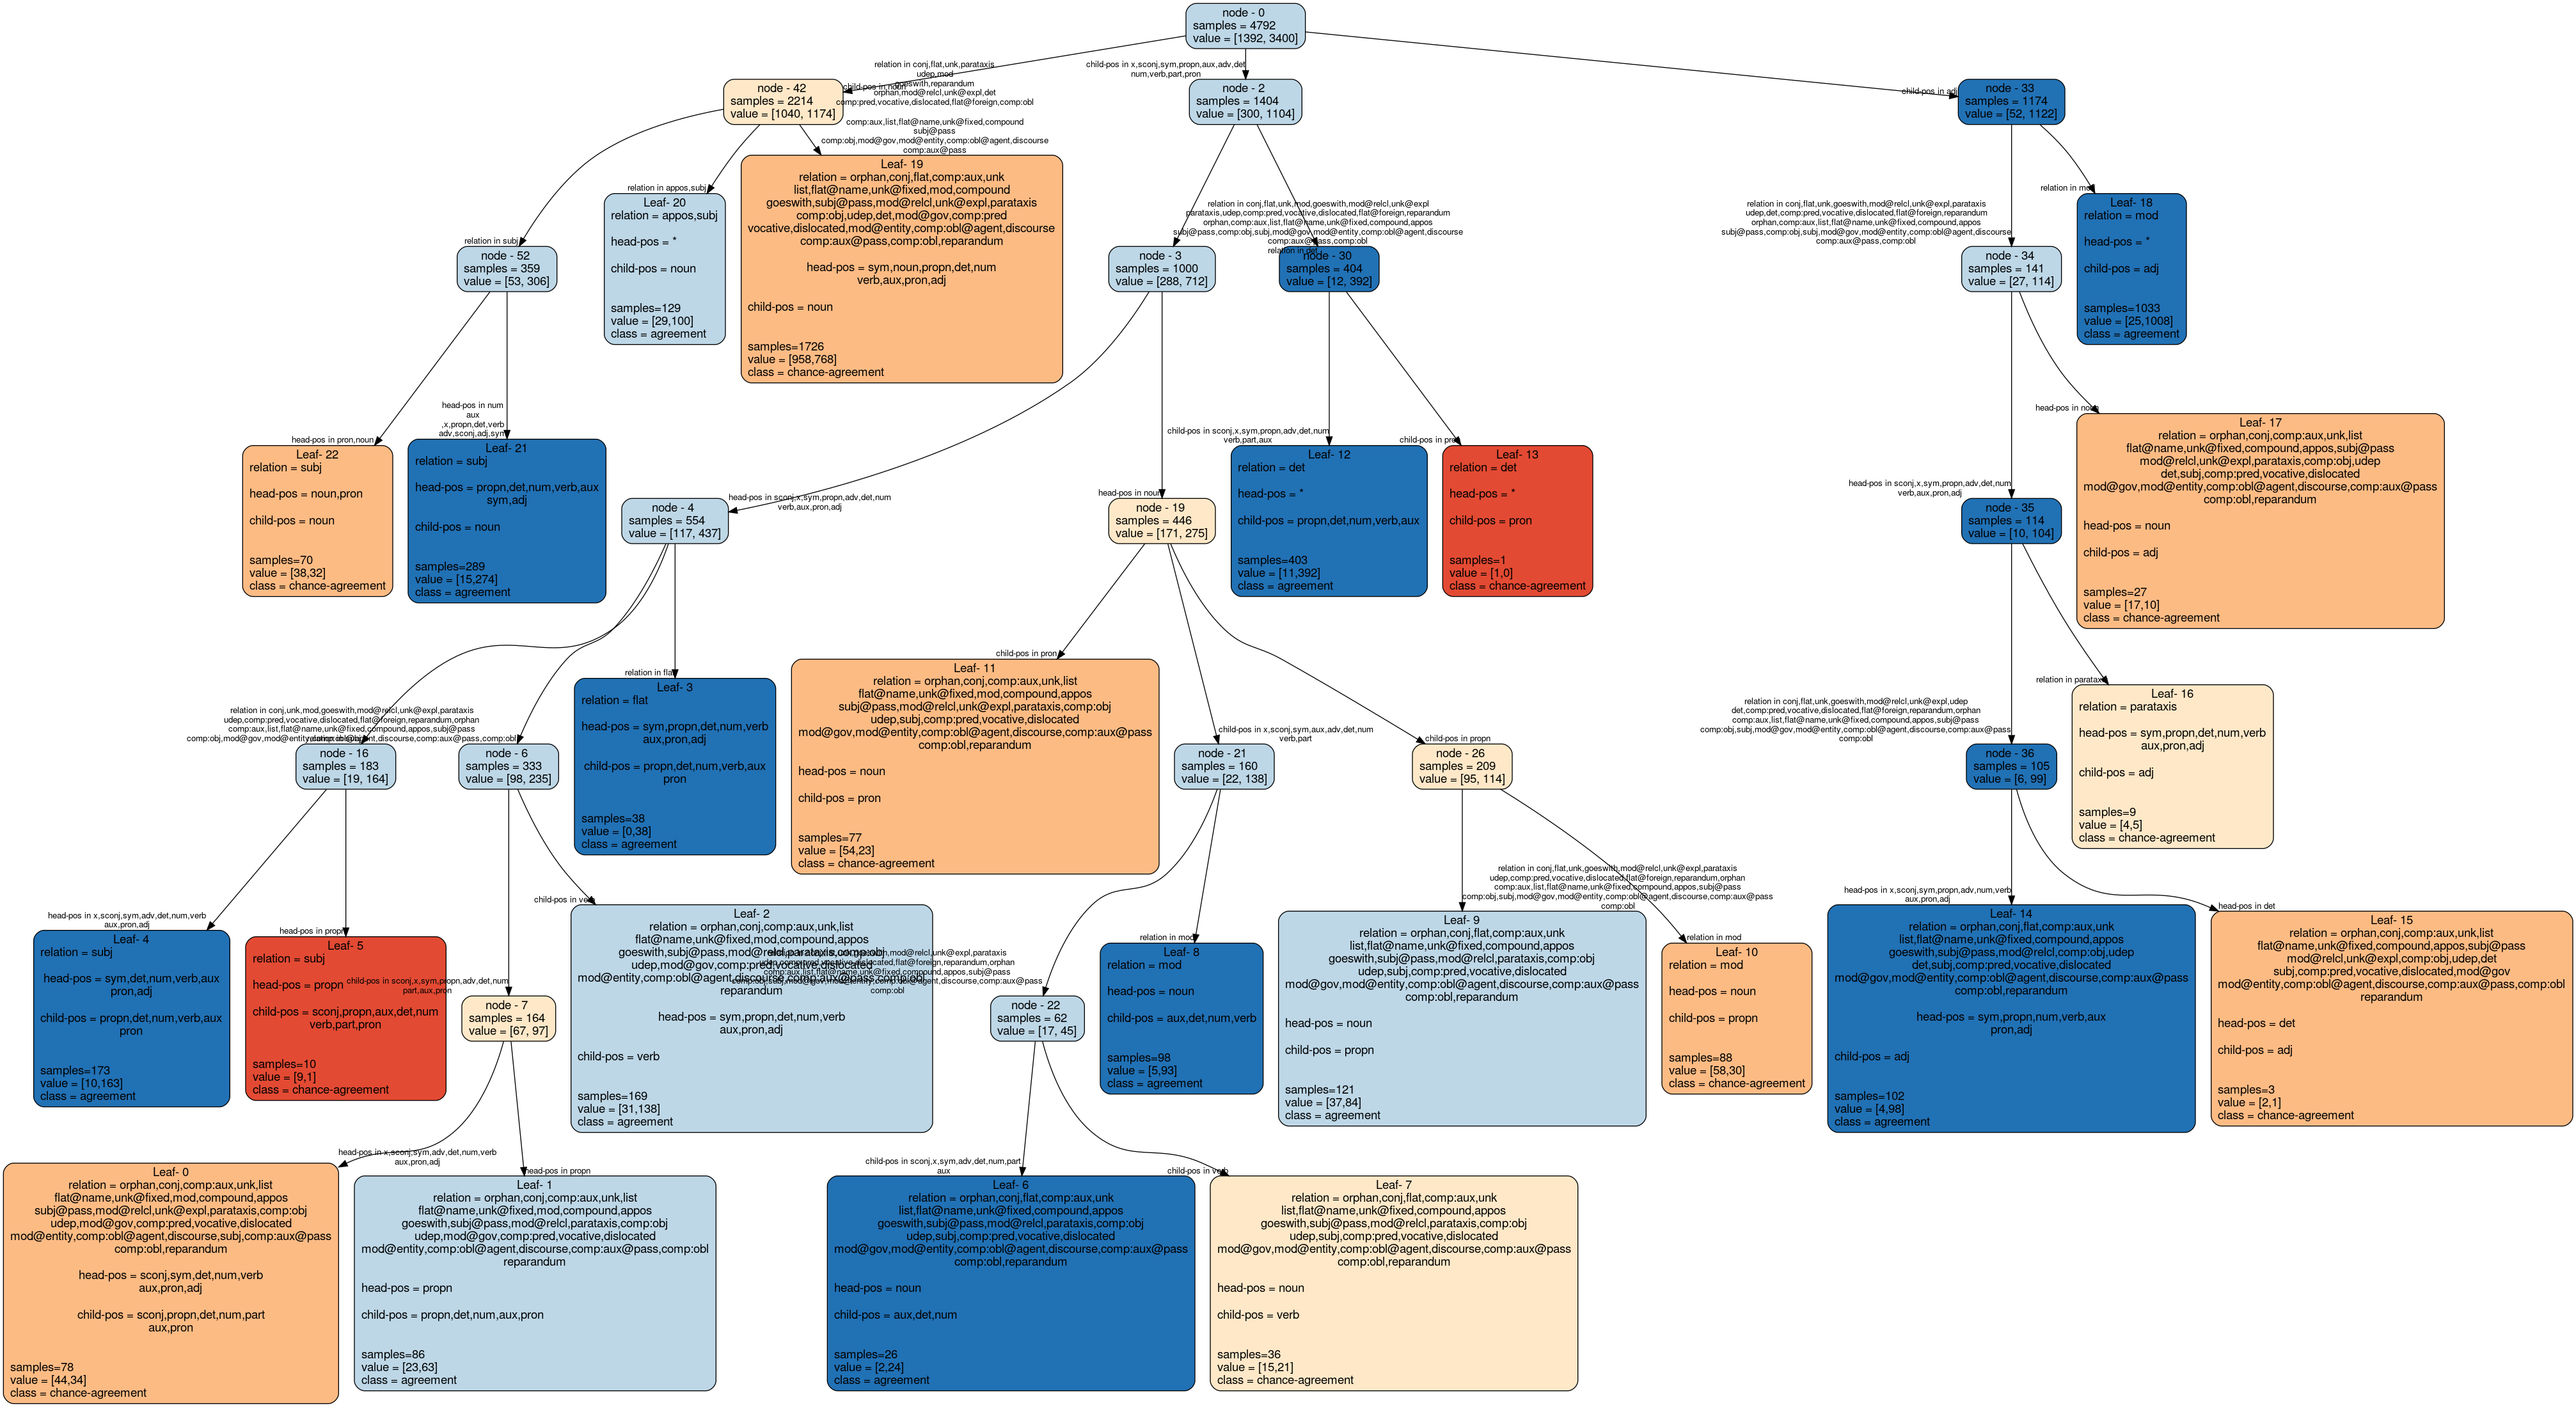 node - 0
samples = 4792
value = [1392, 3400]
relation in conj,flat,unk,parataxis
udep,mod
goeswith,reparandum
orphan,mod@relcl,unk@expl,det
comp:pred,vocative,dislocated,flat@foreign,comp:obl
child-pos in noun
child-pos in x,sconj,sym,propn,aux,adv,det
num,verb,part,pron
child-pos in adj
node - 42
samples = 2214
value = [1040, 1174]
node - 2
samples = 1404
value = [300, 1104]
node - 33
samples = 1174
value = [52, 1122]
comp:aux,list,flat@name,unk@fixed,compound
subj@pass
comp:obj,mod@gov,mod@entity,comp:obl@agent,discourse
comp:aux@pass
relation in appos,subj
Leaf- 20
relation = appos,subj
head-pos = *
child-pos = noun
samples=129
value = [29,100]
class = agreement
Leaf- 19
relation = orphan,conj,flat,comp:aux,unk
list,flat@name,unk@fixed,mod,compound
goeswith,subj@pass,mod@relcl,unk@expl,parataxis
comp:obj,udep,det,mod@gov,comp:pred
vocative,dislocated,mod@entity,comp:obl@agent,discourse
comp:aux@pass,comp:obl,reparandum
head-pos = sym,noun,propn,det,num
verb,aux,pron,adj
child-pos = noun
samples=1726
value = [958,768]
class = chance-agreement
relation in conj,flat,unk,mod,goeswith,mod@relcl,unk@expl
parataxis,udep,comp:pred,vocative,dislocated,flat@foreign,reparandum
orphan,comp:aux,list,flat@name,unk@fixed,compound,appos
subj@pass,comp:obj,subj,mod@gov,mod@entity,comp:obl@agent,discourse
comp:aux@pass,comp:obl
relation in det
relation in conj,flat,unk,goeswith,mod@relcl,unk@expl,parataxis
udep,det,comp:pred,vocative,dislocated,flat@foreign,reparandum
orphan,comp:aux,list,flat@name,unk@fixed,compound,appos
subj@pass,comp:obj,subj,mod@gov,mod@entity,comp:obl@agent,discourse
comp:aux@pass,comp:obl
relation in mod
Leaf- 18
relation = mod
head-pos = *
child-pos = adj
samples=1033
value = [25,1008]
class = agreement
relation in subj
node - 52
samples = 359
value = [53, 306]
node - 3
samples = 1000
value = [288, 712]
node - 30
samples = 404
value = [12, 392]
node - 34
samples = 141
value = [27, 114]
head-pos in pron,noun
head-pos in num
aux
,x,propn,det,verb
adv,sconj,adj,sym
Leaf- 22
relation = subj
head-pos = noun,pron
child-pos = noun
samples=70
value = [38,32]
class = chance-agreement
Leaf- 21
relation = subj
head-pos = propn,det,num,verb,aux
sym,adj
child-pos = noun
samples=289
value = [15,274]
class = agreement
head-pos in sconj,x,sym,propn,adv,det,num
verb,aux,pron,adj
node - 4
samples = 554
value = [117, 437]
head-pos in noun
node - 19
samples = 446
value = [171, 275]
child-pos in sconj,x,sym,propn,adv,det,num
verb,part,aux
Leaf- 12
relation = det
head-pos = *
child-pos = propn,det,num,verb,aux
samples=403
value = [11,392]
class = agreement
Leaf- 13
relation = det
head-pos = *
child-pos = pron
samples=1
value = [1,0]
class = chance-agreement
head-pos in sconj,x,sym,propn,adv,det,num
verb,aux,pron,adj
node - 35
samples = 114
value = [10, 104]
head-pos in noun
Leaf- 17
relation = orphan,conj,comp:aux,unk,list
flat@name,unk@fixed,compound,appos,subj@pass
mod@relcl,unk@expl,parataxis,comp:obj,udep
det,subj,comp:pred,vocative,dislocated
mod@gov,mod@entity,comp:obl@agent,discourse,comp:aux@pass
comp:obl,reparandum
head-pos = noun
child-pos = adj
samples=27
value = [17,10]
class = chance-agreement
relation in conj,unk,mod,goeswith,mod@relcl,unk@expl,parataxis
udep,comp:pred,vocative,dislocated,flat@foreign,reparandum,orphan
comp:aux,list,flat@name,unk@fixed,compound,appos,subj@pass
node - 16
samples = 183
value = [19, 164]
node - 6
samples = 333
value = [98, 235]
relation in flat
Leaf- 3
relation = flat
head-pos = sym,propn,det,num,verb
aux,pron,adj
child-pos = propn,det,num,verb,aux
pron
samples=38
value = [0,38]
class = agreement
child-pos in pron
Leaf- 11
relation = orphan,conj,comp:aux,unk,list
flat@name,unk@fixed,mod,compound,appos
subj@pass,mod@relcl,unk@expl,parataxis,comp:obj
udep,subj,comp:pred,vocative,dislocated
mod@gov,mod@entity,comp:obl@agent,discourse,comp:aux@pass
comp:obl,reparandum
head-pos = noun
child-pos = pron
samples=77
value = [54,23]
class = chance-agreement
child-pos in x,sconj,sym,aux,adv,det,num
verb,part
node - 21
samples = 160
value = [22, 138]
child-pos in propn
node - 26
samples = 209
value = [95, 114]
relation in conj,flat,unk,goeswith,mod@relcl,unk@expl,udep
det,comp:pred,vocative,dislocated,flat@foreign,reparandum,orphan
comp:aux,list,flat@name,unk@fixed,compound,appos,subj@pass
comp:obj,subj,mod@gov,mod@entity,comp:obl@agent,discourse,comp:aux@pass
comp:obl
node - 36
samples = 105
value = [6, 99]
Leaf- 16
relation = parataxis
head-pos = sym,propn,det,num,verb
aux,pron,adj
child-pos = adj
samples=9
value = [4,5]
class = chance-agreement
head-pos in x,sconj,sym,adv,det,num,verb
aux,pron,adj
Leaf- 4
relation = subj
head-pos = sym,det,num,verb,aux
pron,adj
child-pos = propn,det,num,verb,aux
pron
samples=173
value = [10,163]
class = agreement
head-pos in propn
Leaf- 5
relation = subj
head-pos = propn
child-pos = sconj,propn,aux,det,num
verb,part,pron
samples=10
value = [9,1]
class = chance-agreement
child-pos in sconj,x,sym,propn,adv,det,num
part,aux,pron
node - 7
samples = 164
value = [67, 97]
child-pos in verb
Leaf- 2
relation = orphan,conj,comp:aux,unk,list
flat@name,unk@fixed,mod,compound,appos
goeswith,subj@pass,mod@relcl,parataxis,comp:obj
udep,mod@gov,comp:pred,vocative,dislocated
mod@entity,comp:obl@agent,discourse,comp:aux@pass,comp:obl
reparandum
head-pos = sym,propn,det,num,verb
aux,pron,adj
child-pos = verb
samples=169
value = [31,138]
class = agreement
node - 22
samples = 62
value = [17, 45]
relation in mod
Leaf- 8
relation = mod
head-pos = noun
child-pos = aux,det,num,verb
samples=98
value = [5,93]
class = agreement
relation in conj,flat,unk,goeswith,mod@relcl,unk@expl,parataxis
udep,comp:pred,vocative,dislocated,flat@foreign,reparandum,orphan
comp:aux,list,flat@name,unk@fixed,compound,appos,subj@pass
comp:obj,subj,mod@gov,mod@entity,comp:obl@agent,discourse,comp:aux@pass
comp:obl
Leaf- 9
relation = orphan,conj,flat,comp:aux,unk
list,flat@name,unk@fixed,compound,appos
goeswith,subj@pass,mod@relcl,parataxis,comp:obj
udep,subj,comp:pred,vocative,dislocated
mod@gov,mod@entity,comp:obl@agent,discourse,comp:aux@pass
comp:obl,reparandum
head-pos = noun
child-pos = propn
samples=121
value = [37,84]
class = agreement
relation in mod
Leaf- 10
relation = mod
head-pos = noun
child-pos = propn
samples=88
value = [58,30]
class = chance-agreement
head-pos in x,sconj,sym,propn,adv,num,verb
aux,pron,adj
Leaf- 14
relation = orphan,conj,flat,comp:aux,unk
list,flat@name,unk@fixed,compound,appos
goeswith,subj@pass,mod@relcl,comp:obj,udep
det,subj,comp:pred,vocative,dislocated
mod@gov,mod@entity,comp:obl@agent,discourse,comp:aux@pass
comp:obl,reparandum
head-pos = sym,propn,num,verb,aux
pron,adj
child-pos = adj
samples=102
value = [4,98]
class = agreement
head-pos in det
Leaf- 15
relation = orphan,conj,comp:aux,unk,list
flat@name,unk@fixed,compound,appos,subj@pass
mod@relcl,unk@expl,comp:obj,udep,det
subj,comp:pred,vocative,dislocated,mod@gov
mod@entity,comp:obl@agent,discourse,comp:aux@pass,comp:obl
reparandum
head-pos = det
child-pos = adj
samples=3
value = [2,1]
class = chance-agreement
head-pos in x,sconj,sym,adv,det,num,verb
aux,pron,adj
Leaf- 0
relation = orphan,conj,comp:aux,unk,list
flat@name,unk@fixed,mod,compound,appos
subj@pass,mod@relcl,unk@expl,parataxis,comp:obj
udep,mod@gov,comp:pred,vocative,dislocated
mod@entity,comp:obl@agent,discourse,subj,comp:aux@pass
comp:obl,reparandum
head-pos = sconj,sym,det,num,verb
aux,pron,adj
child-pos = sconj,propn,det,num,part
aux,pron
samples=78
value = [44,34]
class = chance-agreement
head-pos in propn
Leaf- 1
relation = orphan,conj,comp:aux,unk,list
flat@name,unk@fixed,mod,compound,appos
goeswith,subj@pass,mod@relcl,parataxis,comp:obj
udep,mod@gov,comp:pred,vocative,dislocated
mod@entity,comp:obl@agent,discourse,comp:aux@pass,comp:obl
reparandum
head-pos = propn
child-pos = propn,det,num,aux,pron
samples=86
value = [23,63]
class = agreement
child-pos in sconj,x,sym,adv,det,num,part
aux
Leaf- 6
relation = orphan,conj,flat,comp:aux,unk
list,flat@name,unk@fixed,compound,appos
goeswith,subj@pass,mod@relcl,parataxis,comp:obj
udep,subj,comp:pred,vocative,dislocated
mod@gov,mod@entity,comp:obl@agent,discourse,comp:aux@pass
comp:obl,reparandum
head-pos = noun
child-pos = aux,det,num
samples=26
value = [2,24]
class = agreement
child-pos in verb
Leaf- 7
relation = orphan,conj,flat,comp:aux,unk
list,flat@name,unk@fixed,compound,appos
goeswith,subj@pass,mod@relcl,parataxis,comp:obj
udep,subj,comp:pred,vocative,dislocated
mod@gov,mod@entity,comp:obl@agent,discourse,comp:aux@pass
comp:obl,reparandum
head-pos = noun
child-pos = verb
samples=36
value = [15,21]
class = chance-agreement